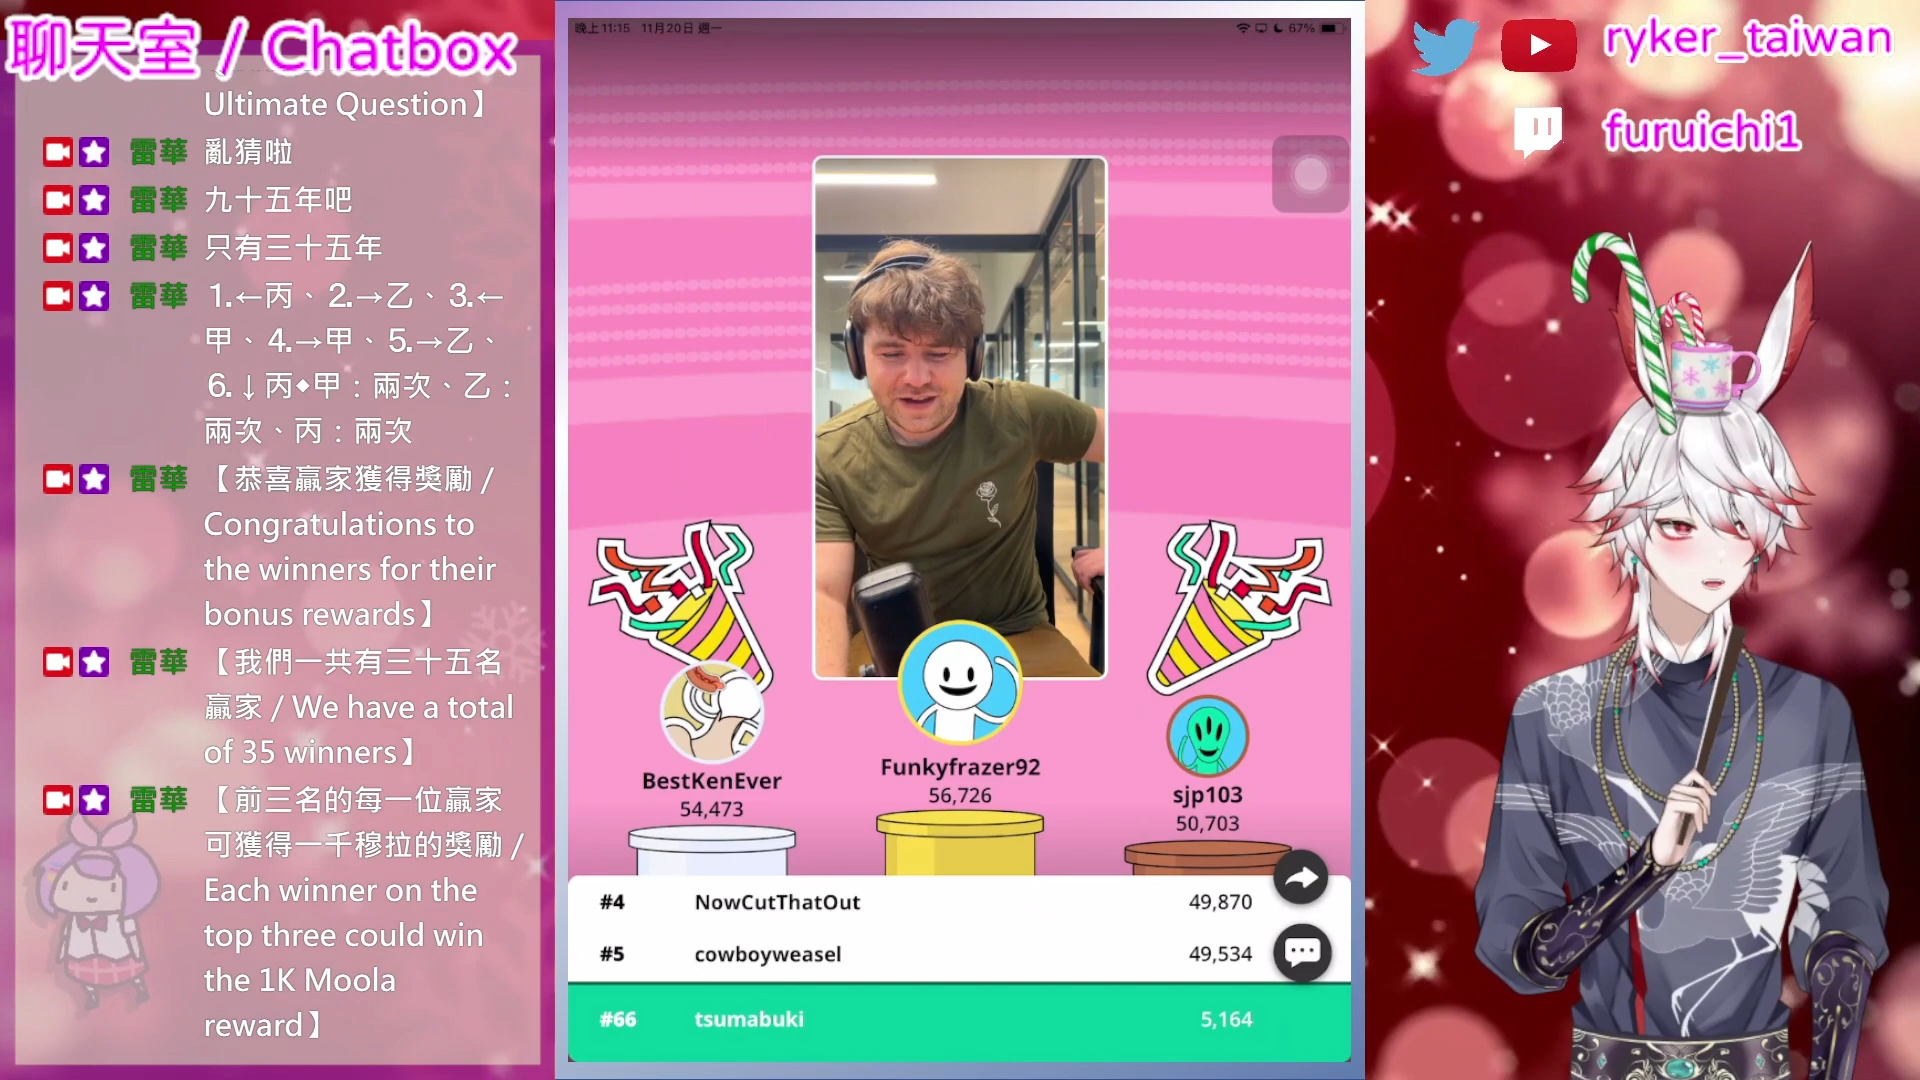 聊天室 / Chatbox
Ultimate Question】
雷華 亂猜啦
雷華 九十五年吧
雷華 只有三十五年
雷華 1.←丙、2.→乙、3.←
甲、4.→甲、5.→乙、
6.↓丙◆甲：兩次、乙：
兩次、丙：兩次
雷華 【恭喜贏家獲得獎勵 /
Congratulations to
the winners for their
bonus rewards】
雷華 【我們一共有三十五名
贏家 / We have a total
of 35 winners】
雷華 【前三名的每一位贏家
可獲得一千穆拉的獎勵 /
Each winner on the
top three could win
the 1K Moola
reward】
晚上11:15 11月20日 週一
67%
BestKenEver
54,473
Funkyfrazer92
56,726
sjp103
50,703
#4 NowCutThatOut 49,870
#5 cowboyweasel 49,534
#66 tsumabuki 5,164
ryker_taiwan
furuichi1